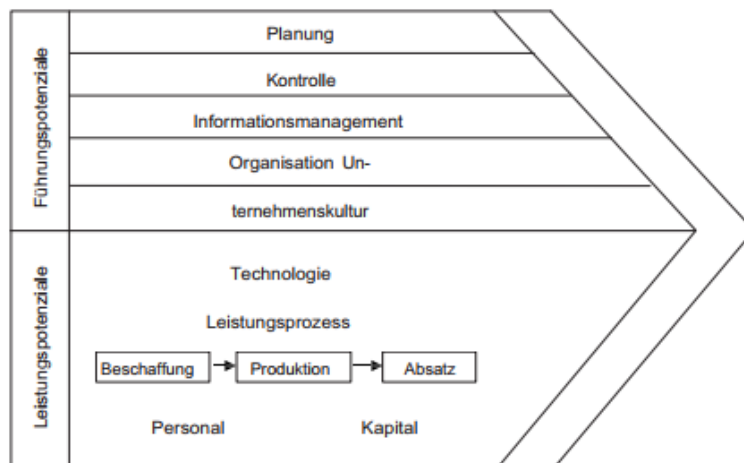 Führungspotenziale
Planung
Kontrolle
Informationsmanagement
Organisation Un-
ternehmenskultur
Leistungspotenziale
Technologie
Leistungsprozess
Beschaffung
Produktion
Absatz
Personal
Kapital